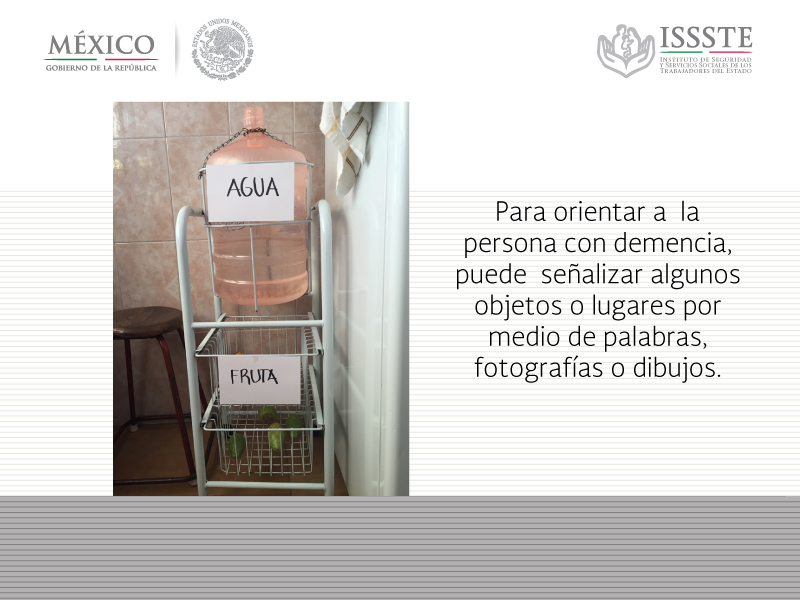 MÉXICO
GOBIERNO DE LA REPÚBLICA
ESTADOS UNIDOS MEXICANOS
ISSSTE
INSTITUTO DE SEGURIDAD
Y SERVICIOS SOCIALES DE LOS
TRABAJADORES DEL ESTADO
AGUA
FRUTA
Para orientar a  la
persona con demencia,
puede  señalizar algunos
objetos o lugares por
medio de palabras,
fotografías o dibujos.